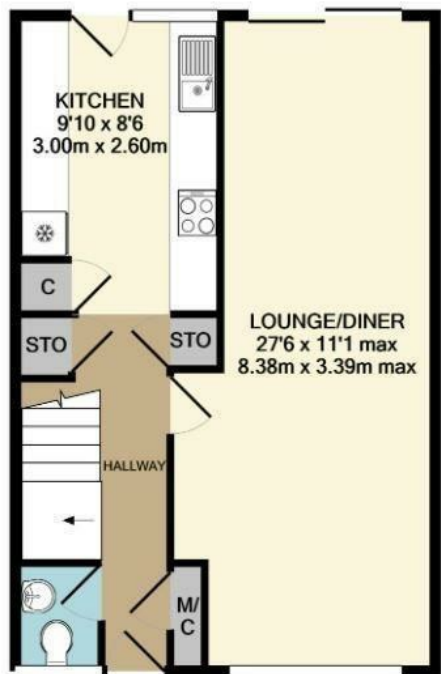 KITCHEN
9'10 x 8'6
3.00m x 2.60m
C
STO
STO
LOUNGE/DINER
27'6 x 11'1 max
8.38m x 3.39m max
HALLWAY
M/
C